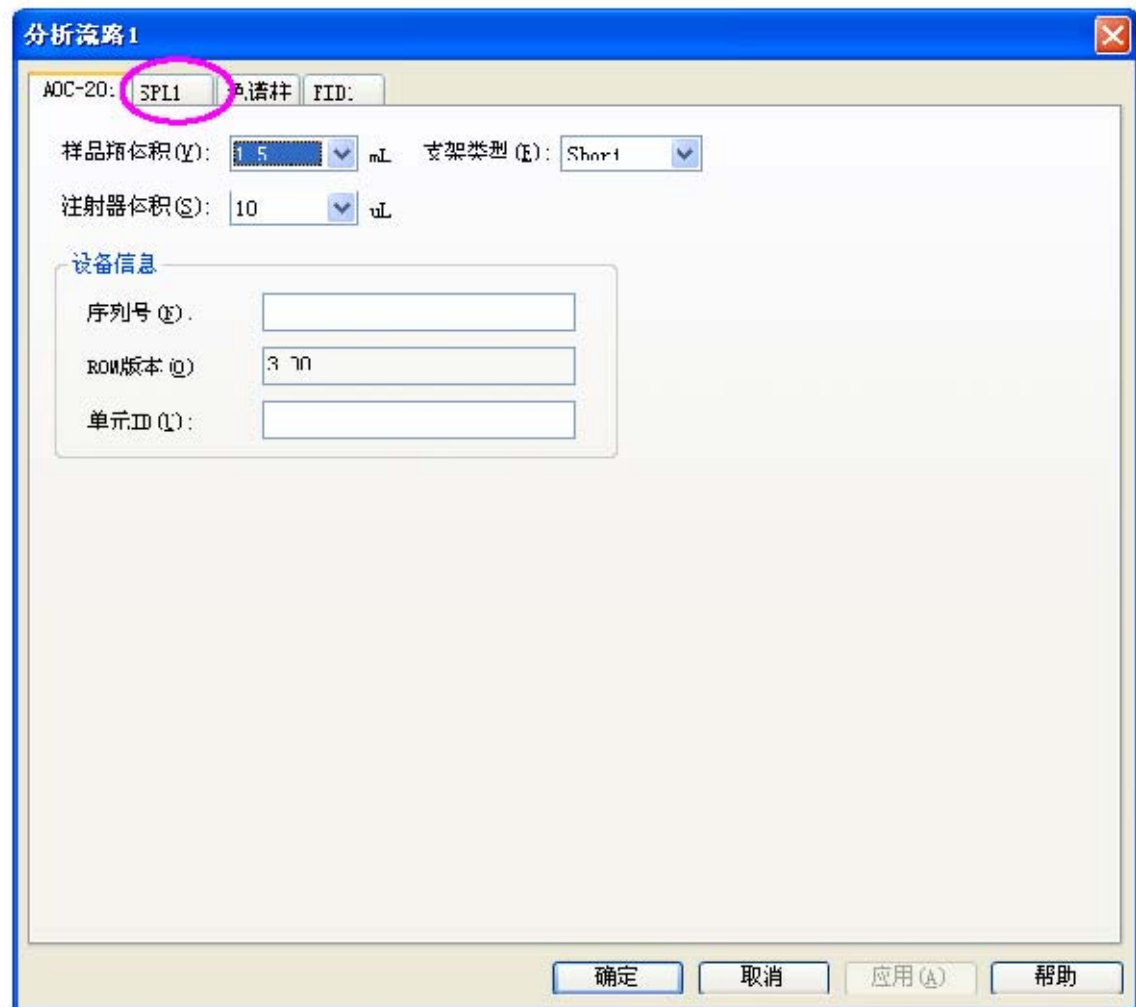 分析流路1
AOC-20: SPL1 色谱柱 FID:
样品瓶体积(V): 1.5 mL 支架类型(E): Short
注射器体积(S): 10 uL
设备信息
序列号(F):
ROM版本(O) 3.00
单元ID(U):
确定 取消 应用(A) 帮助